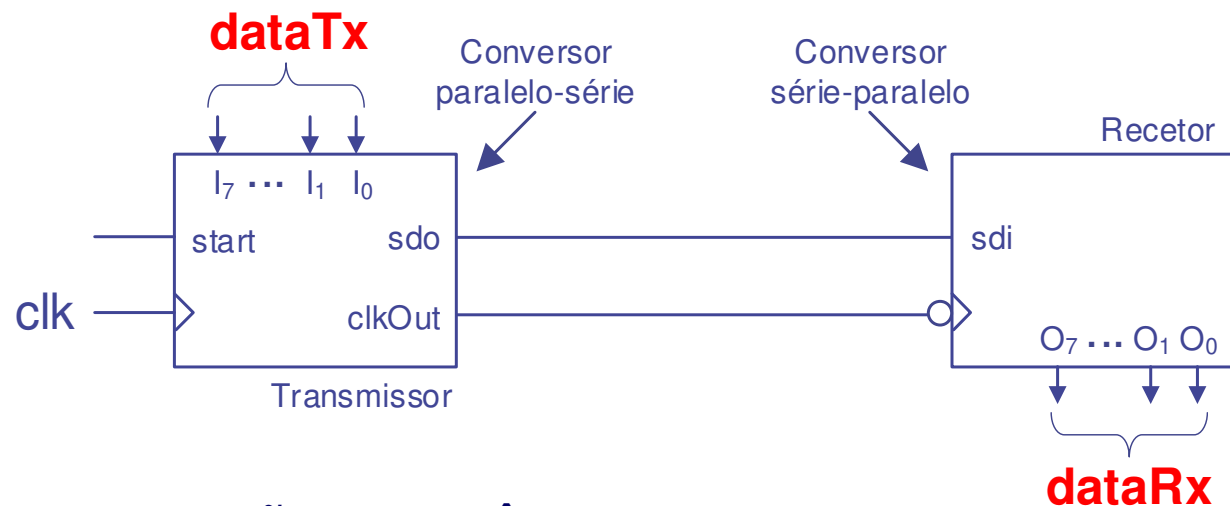 dataTx
Conversor
paralelo-série
Conversor
série-paralelo
Recetor
I₇ ... I₁ I₀
start
sdo
sdi
clk
clkOut
O₇ ... O₁ O₀
Transmissor
dataRx